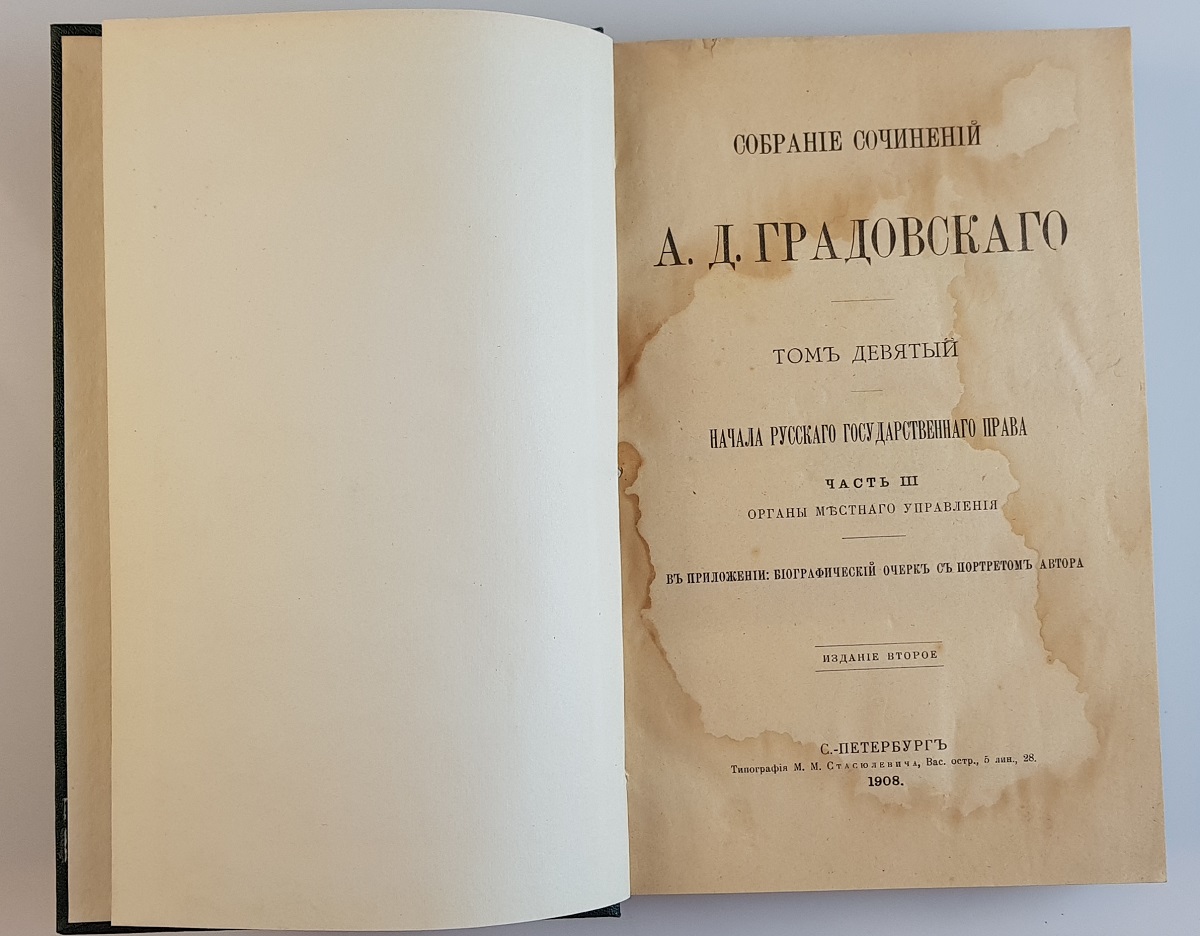 СОБРАНІЕ СОЧИНЕНІЙ
А. Д. ГРАДОВСКАГО
ТОМЪ ДЕВЯТЫЙ
НАЧАЛА РУССКАГО ГОСУДАРСТВЕННАГО ПРАВА
ЧАСТЬ III
ОРГАНЫ МѢСТНАГО УПРАВЛЕНІЯ
ВЪ ПРИЛОЖЕНІИ: БІОГРАФИЧЕСКІЙ ОЧЕРКЪ СЪ ПОРТРЕТОМЪ АВТОРА
ИЗДАНІЕ ВТОРОЕ
С.-ПЕТЕРБУРГЪ
Типографія М. М. Стасюлевича, Вас. остр., 5 лин., 28.
1908.